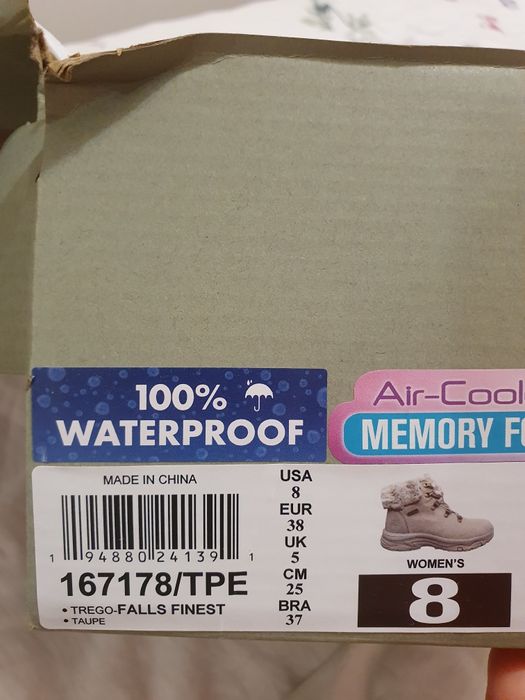 100%
WATERPROOF
Air-Cool
MEMORY FO
MADE IN CHINA
1 94880 24139 1
167178/TPE
• TREGO-FALLS FINEST
• TAUPE
USA
8
EUR
38
UK
5
CM
25
BRA
37
WOMEN'S
8